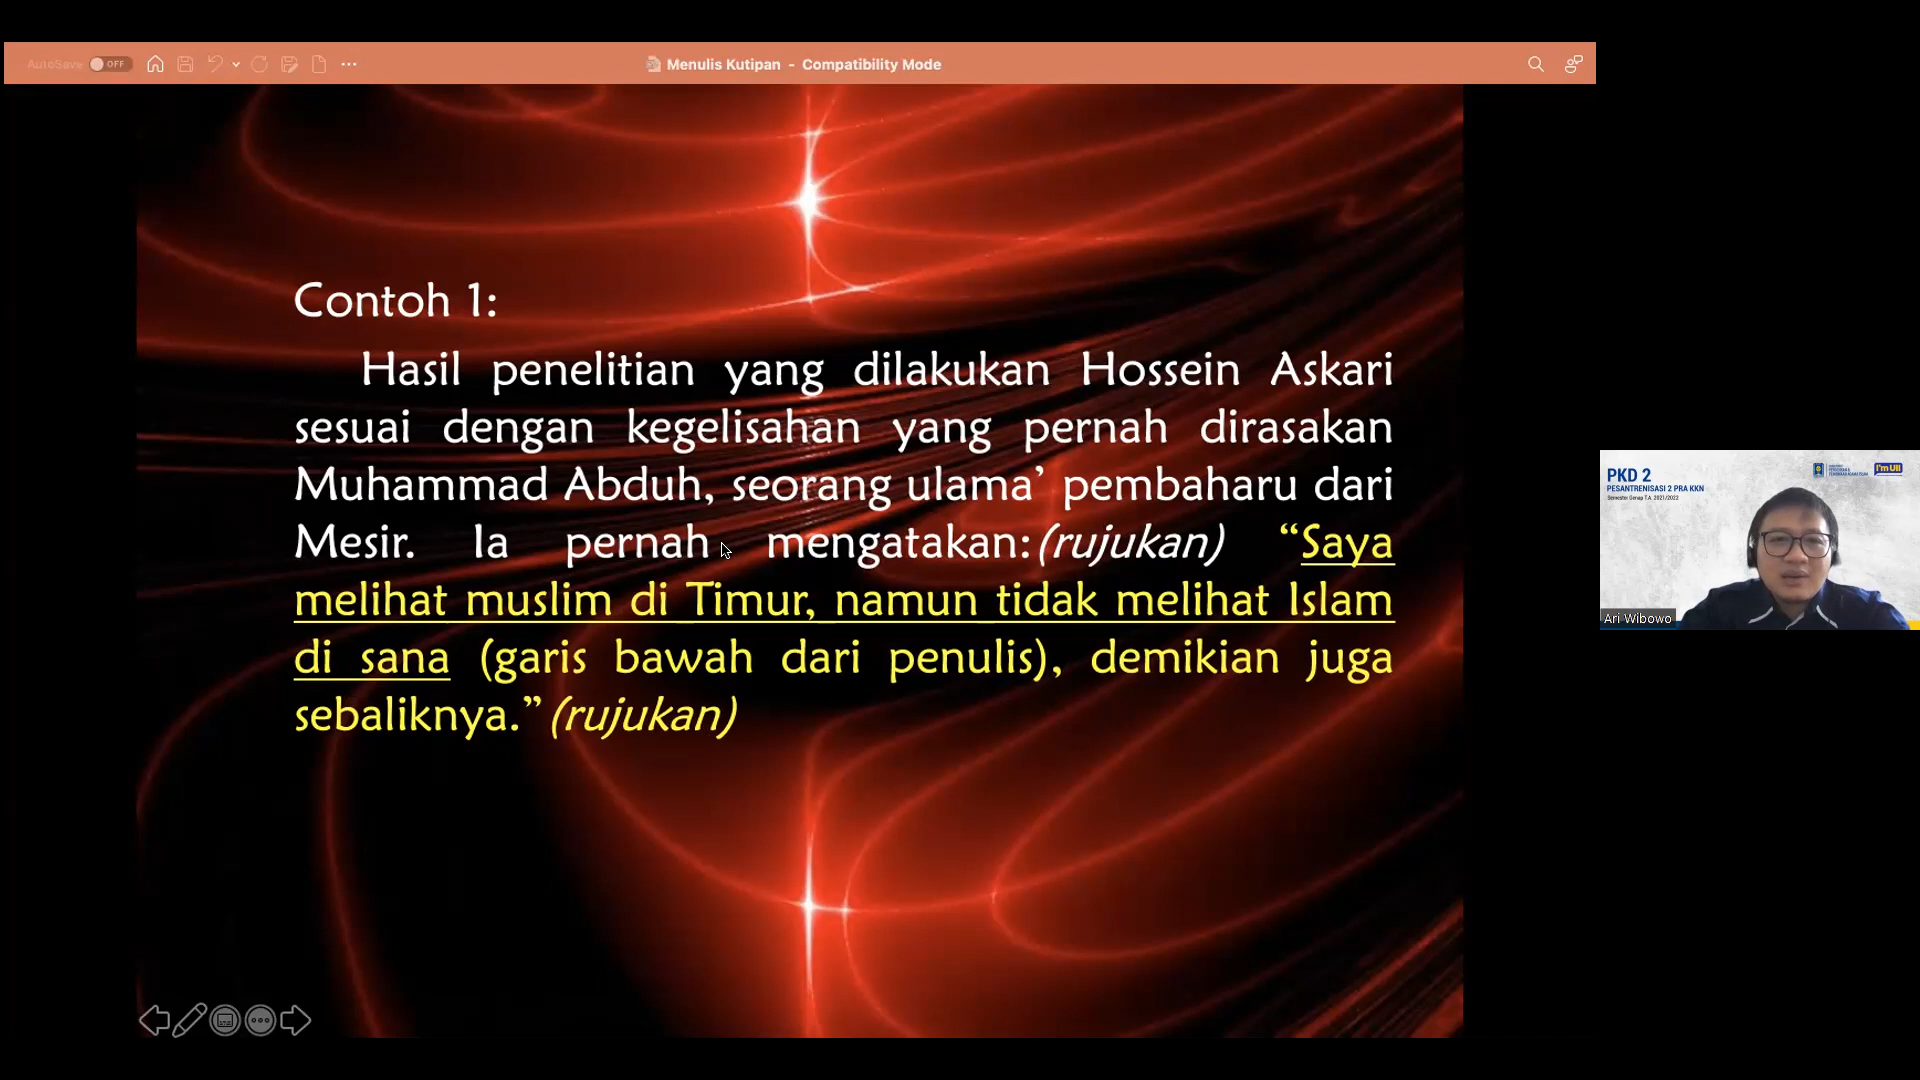 AutoSave OFF
Menulis Kutipan - Compatibility Mode
Contoh 1:
Hasil penelitian yang dilakukan Hossein Askari
sesuai dengan kegelisahan yang pernah dirasakan
Muhammad Abduh, seorang ulama’ pembaharu dari
Mesir. Ia pernah mengatakan:(rujukan) “Saya
melihat muslim di Timur, namun tidak melihat Islam
di sana (garis bawah dari penulis), demikian juga
sebaliknya.”(rujukan)
PKD 2
PESANTRENISASI 2 PRA KKN
Semester Genap T.A. 2021/2022
I'm UII
Ari Wibowo